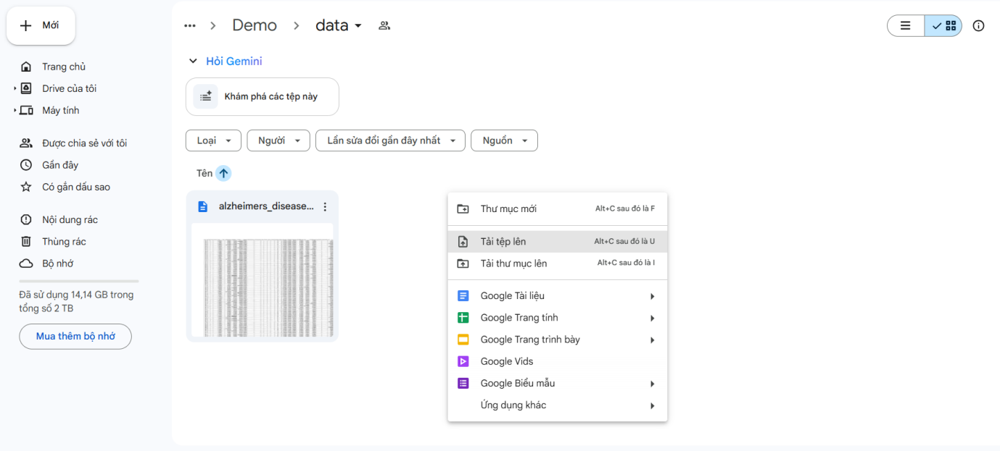 Mới
Trang chủ
Drive của tôi
Máy tính
Được chia sẻ với tôi
Gần đây
Có gắn dấu sao
Nội dung rác
Thùng rác
Bộ nhớ
Đã sử dụng 14,14 GB trong
tổng số 2 TB
Mua thêm bộ nhớ
... > Demo > data
Hỏi Gemini
Khám phá các tệp này
Loại
Người
Lần sửa đổi gần đây nhất
Nguồn
Tên
alzheimers_disease...
Thư mục mới Alt+C sau đó là F
Tải tệp lên Alt+C sau đó là U
Tải thư mục lên Alt+C sau đó là I
Google Tài liệu
Google Trang tính
Google Trang trình bày
Google Vids
Google Biểu mẫu
Ứng dụng khác